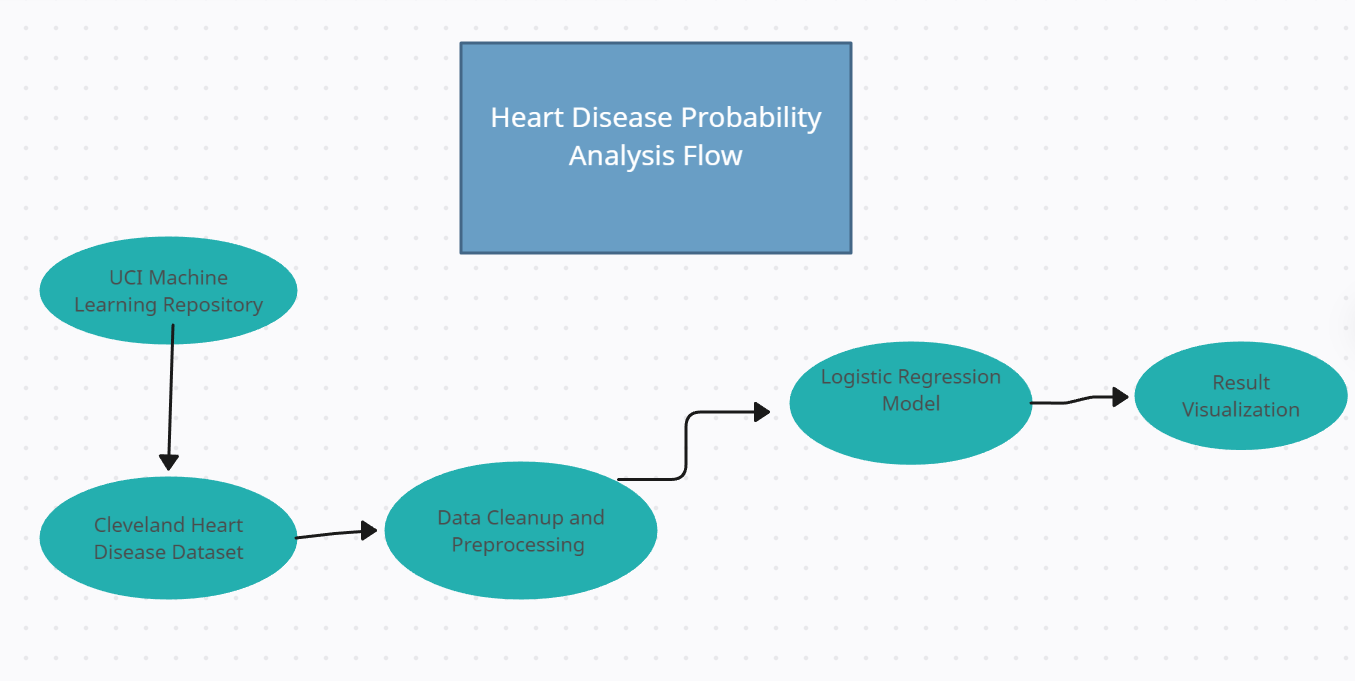 Heart Disease Probability
Analysis Flow
UCI Machine
Learning Repository
Cleveland Heart
Disease Dataset
Data Cleanup and
Preprocessing
Logistic Regression
Model
Result
Visualization